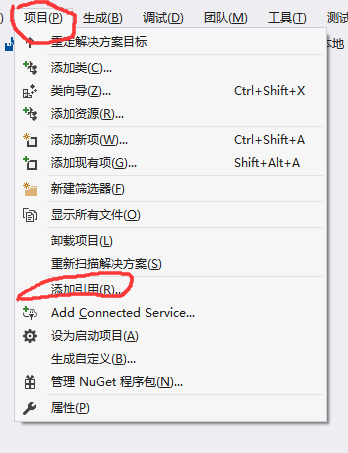 项目(P) 生成(B) 调试(D) 团队(M) 工具(T) 测试
重定解决方案目标
添加类(C)...
类向导(Z)... Ctrl+Shift+X
添加资源(R)...
添加新项(W)... Ctrl+Shift+A
添加现有项(G)... Shift+Alt+A
新建筛选器(F)
显示所有文件(O)
卸载项目(L)
重新扫描解决方案(S)
添加引用(R)...
Add Connected Service...
设为启动项目(A)
生成自定义(B)...
管理 NuGet 程序包(N)...
属性(P)